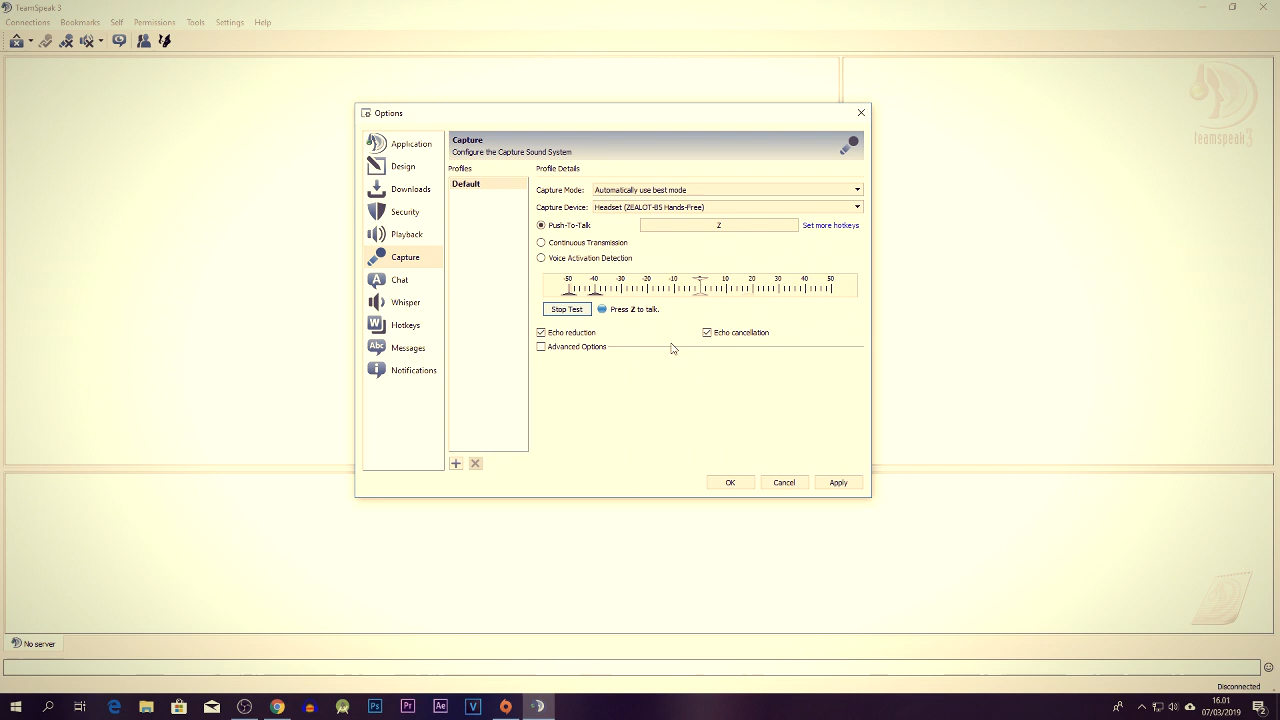 TeamSpeak 3
Connections Bookmarks Self Permissions Tools Settings Help
teamspeak3
Options
Application
Design
Downloads
Security
Playback
Capture
Chat
Whisper
Hotkeys
Messages
Notifications
Capture
Configure the Capture Sound System
Profiles
Default
Profile Details
Capture Mode: Automatically use best mode
Capture Device: Headset (ZEALOT-B5 Hands-Free)
Push-To-Talk Z Set more hotkeys
Continuous Transmission
Voice Activation Detection
-50 -40 -30 -20 -10 10 20 30 40 50
Stop Test Press Z to talk.
Echo reduction Echo cancellation
Advanced Options
OK Cancel Apply
No server
Disconnected
16.01
07/03/2019